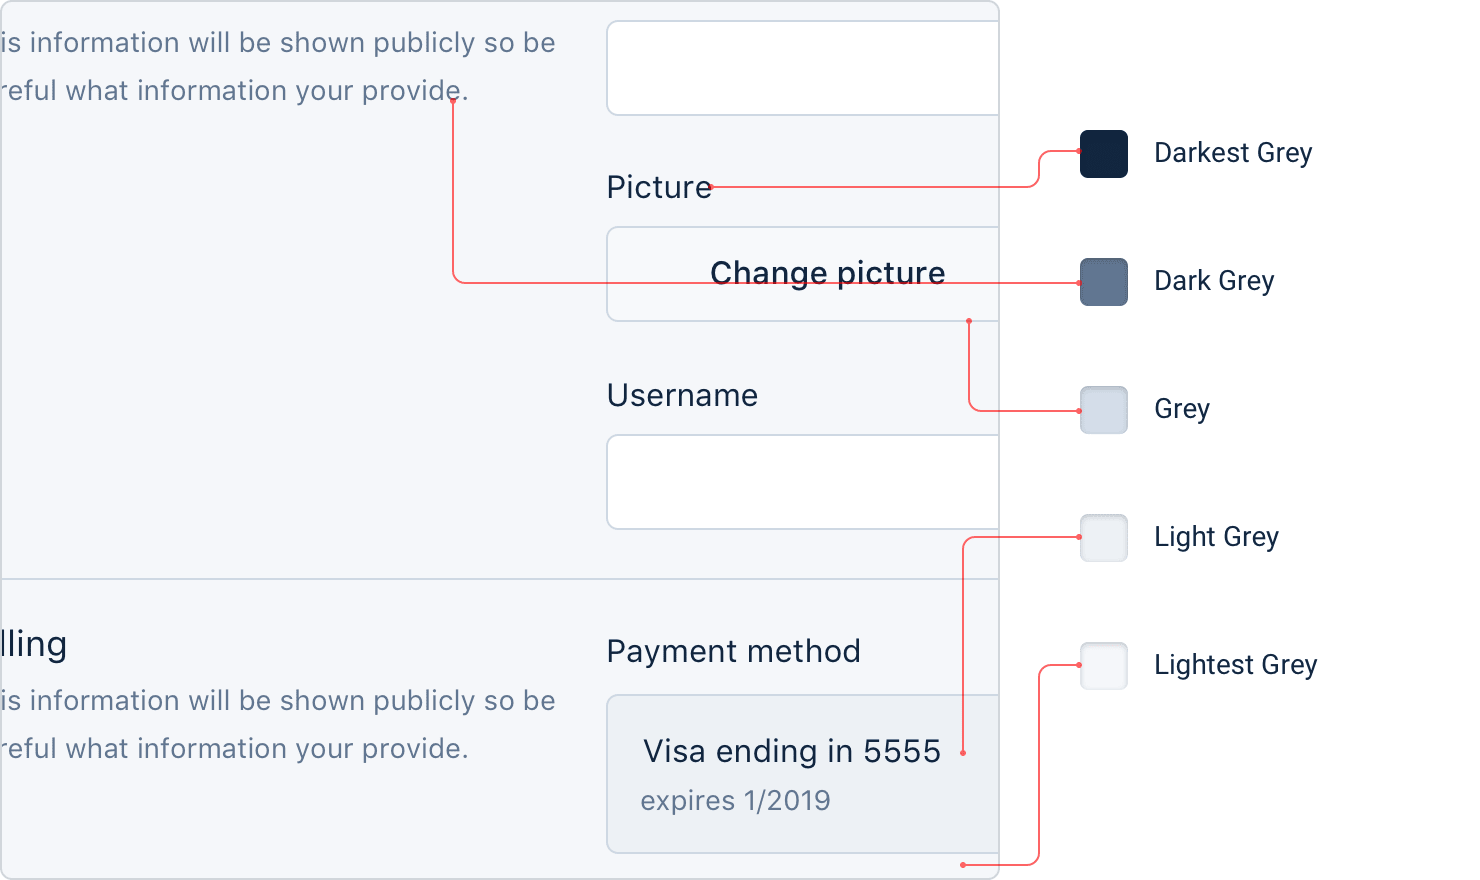 is information will be shown publicly so be
reful what information your provide.
Picture
Change picture
Username
lling
is information will be shown publicly so be
reful what information your provide.
Payment method
Visa ending in 5555
expires 1/2019
Darkest Grey
Dark Grey
Grey
Light Grey
Lightest Grey